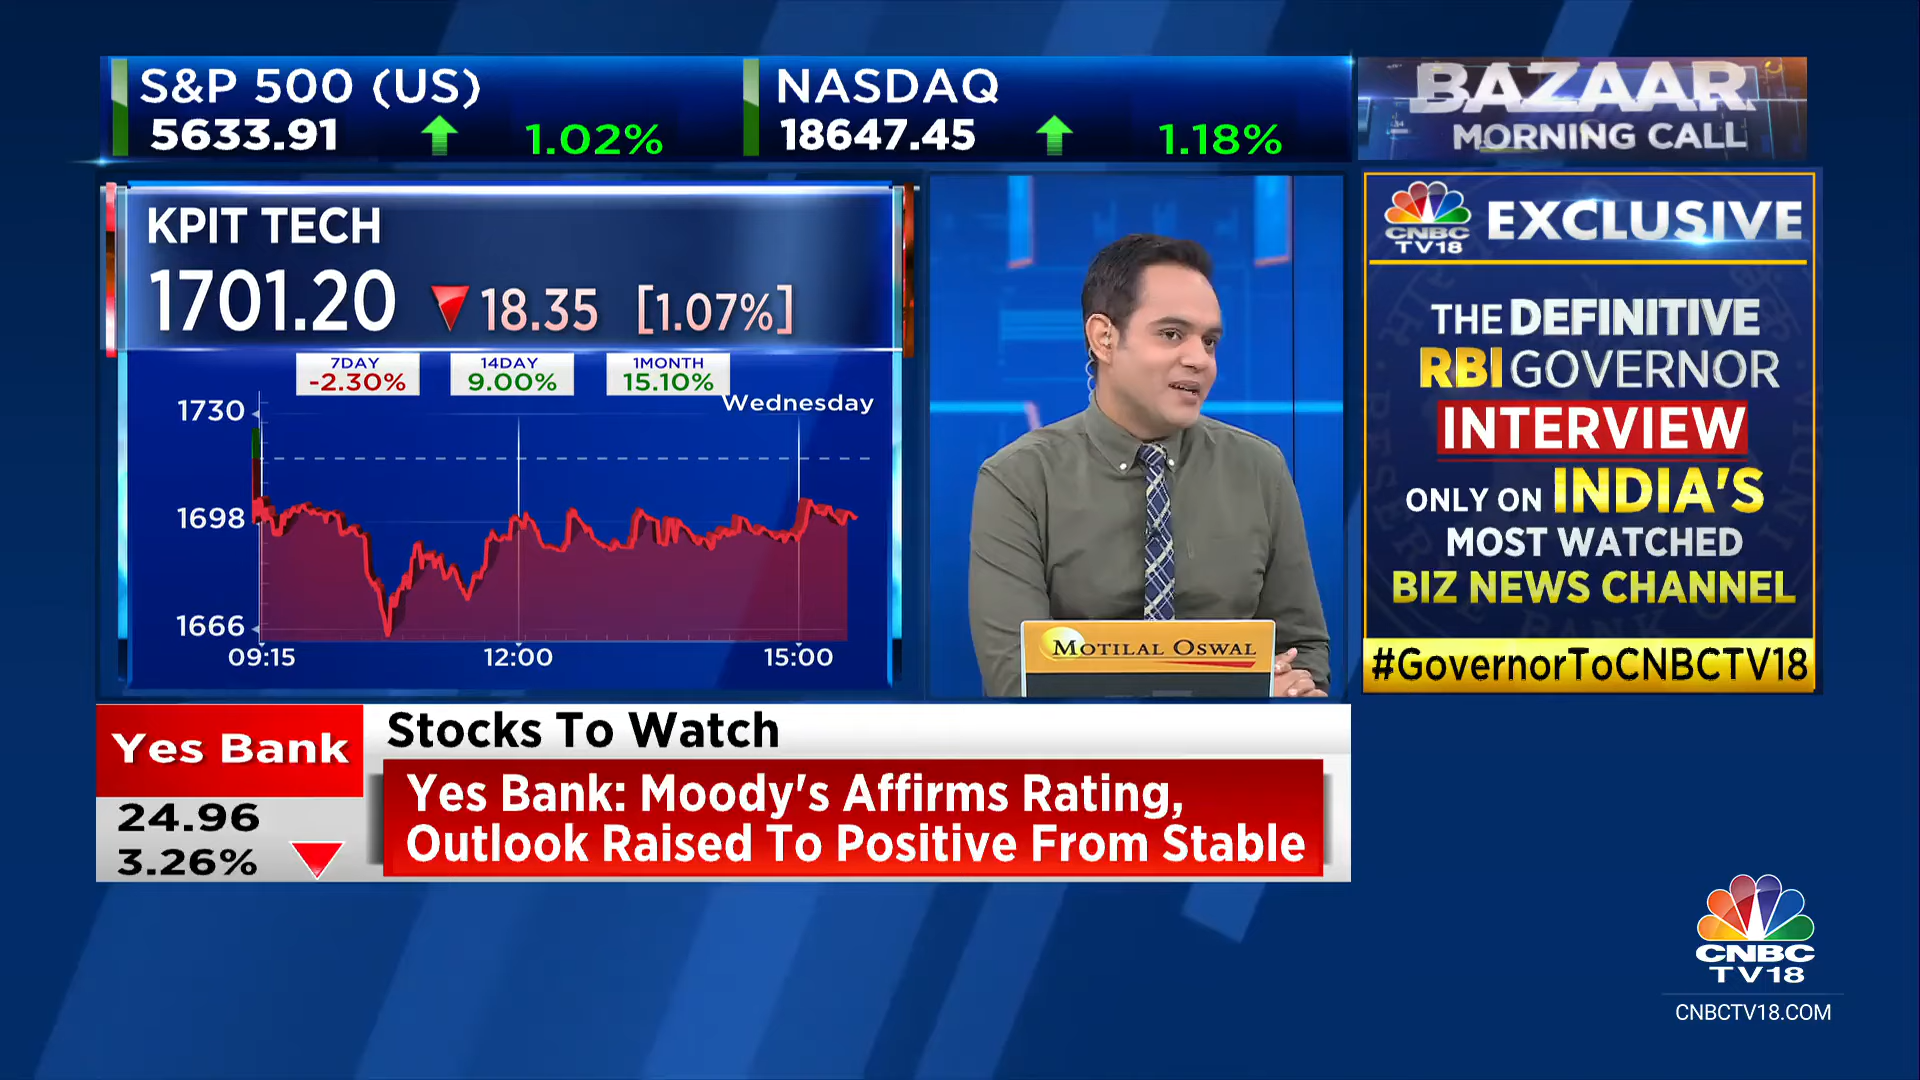 S&P 500 (US)
5633.91 1.02%
NASDAQ
18647.45 1.18%
BAZAAR
MORNING CALL
KPIT TECH
1701.20 18.35 [1.07%]
7DAY
-2.30%
14DAY
9.00%
1MONTH
15.10%
Wednesday
1730
1698
1666
09:15 12:00 15:00
MOTILAL OSWAL
CNBC
TV18
EXCLUSIVE
THE DEFINITIVE
RBI GOVERNOR
INTERVIEW
ONLY ON INDIA'S
MOST WATCHED
BIZ NEWS CHANNEL
#GovernorToCNBCTV18
Yes Bank
24.96
3.26%
Stocks To Watch
Yes Bank: Moody's Affirms Rating,
Outlook Raised To Positive From Stable
CNBC
TV18
CNBCTV18.COM